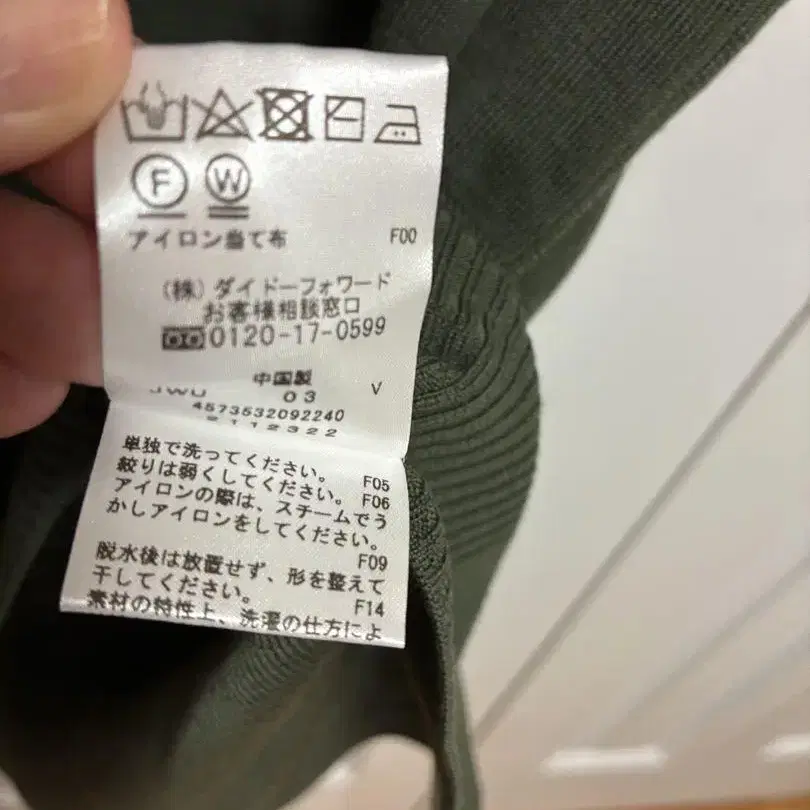 F W
アイロン当て布 F00
(株) ダイドーフォワード
お客様相談窓口
0120-17-0599
中国製
03 V
4573532092240
2112322
単独で洗ってください。 F05
絞りは弱くしてください。 F06
アイロンの際は、スチームでう
かしアイロンをしてください。
F09
脱水後は放置せず、形を整えて
干してください。 F14
素材の特性上、洗濯の仕方によ